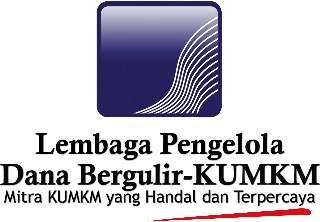 Lembaga Pengelola
Dana Bergulir-KUMKM
Mitra KUMKM yang Handal dan Terpercaya